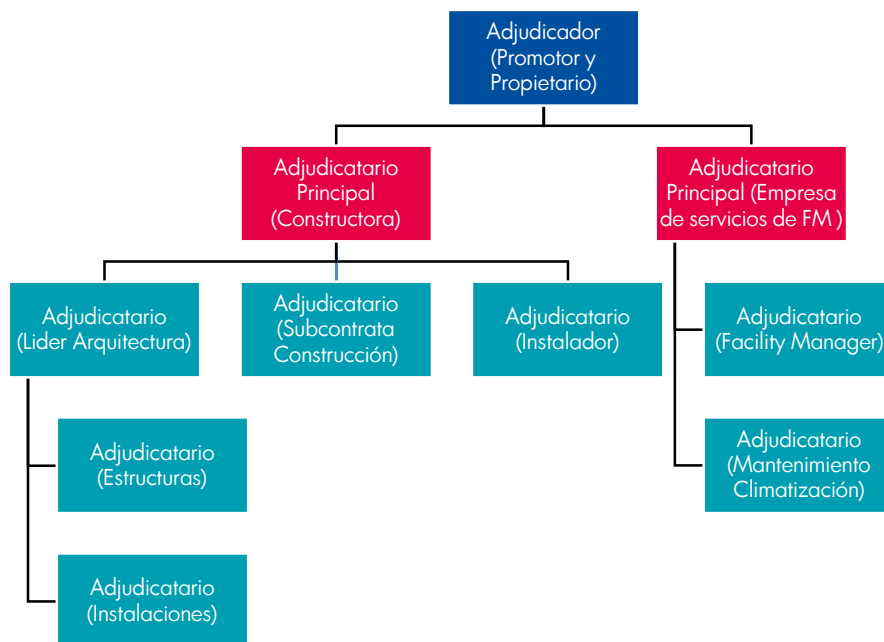 Adjudicador
(Promotor y
Propietario)
Adjudicatario
Principal
(Constructora)
Adjudicatario
Principal (Empresa
de servicios de FM )
Adjudicatario
(Lider Arquitectura)
Adjudicatario
(Subcontrata
Construcción)
Adjudicatario
(Instalador)
Adjudicatario
(Facility Manager)
Adjudicatario
(Estructuras)
Adjudicatario
(Mantenimiento
Climatización)
Adjudicatario
(Instalaciones)